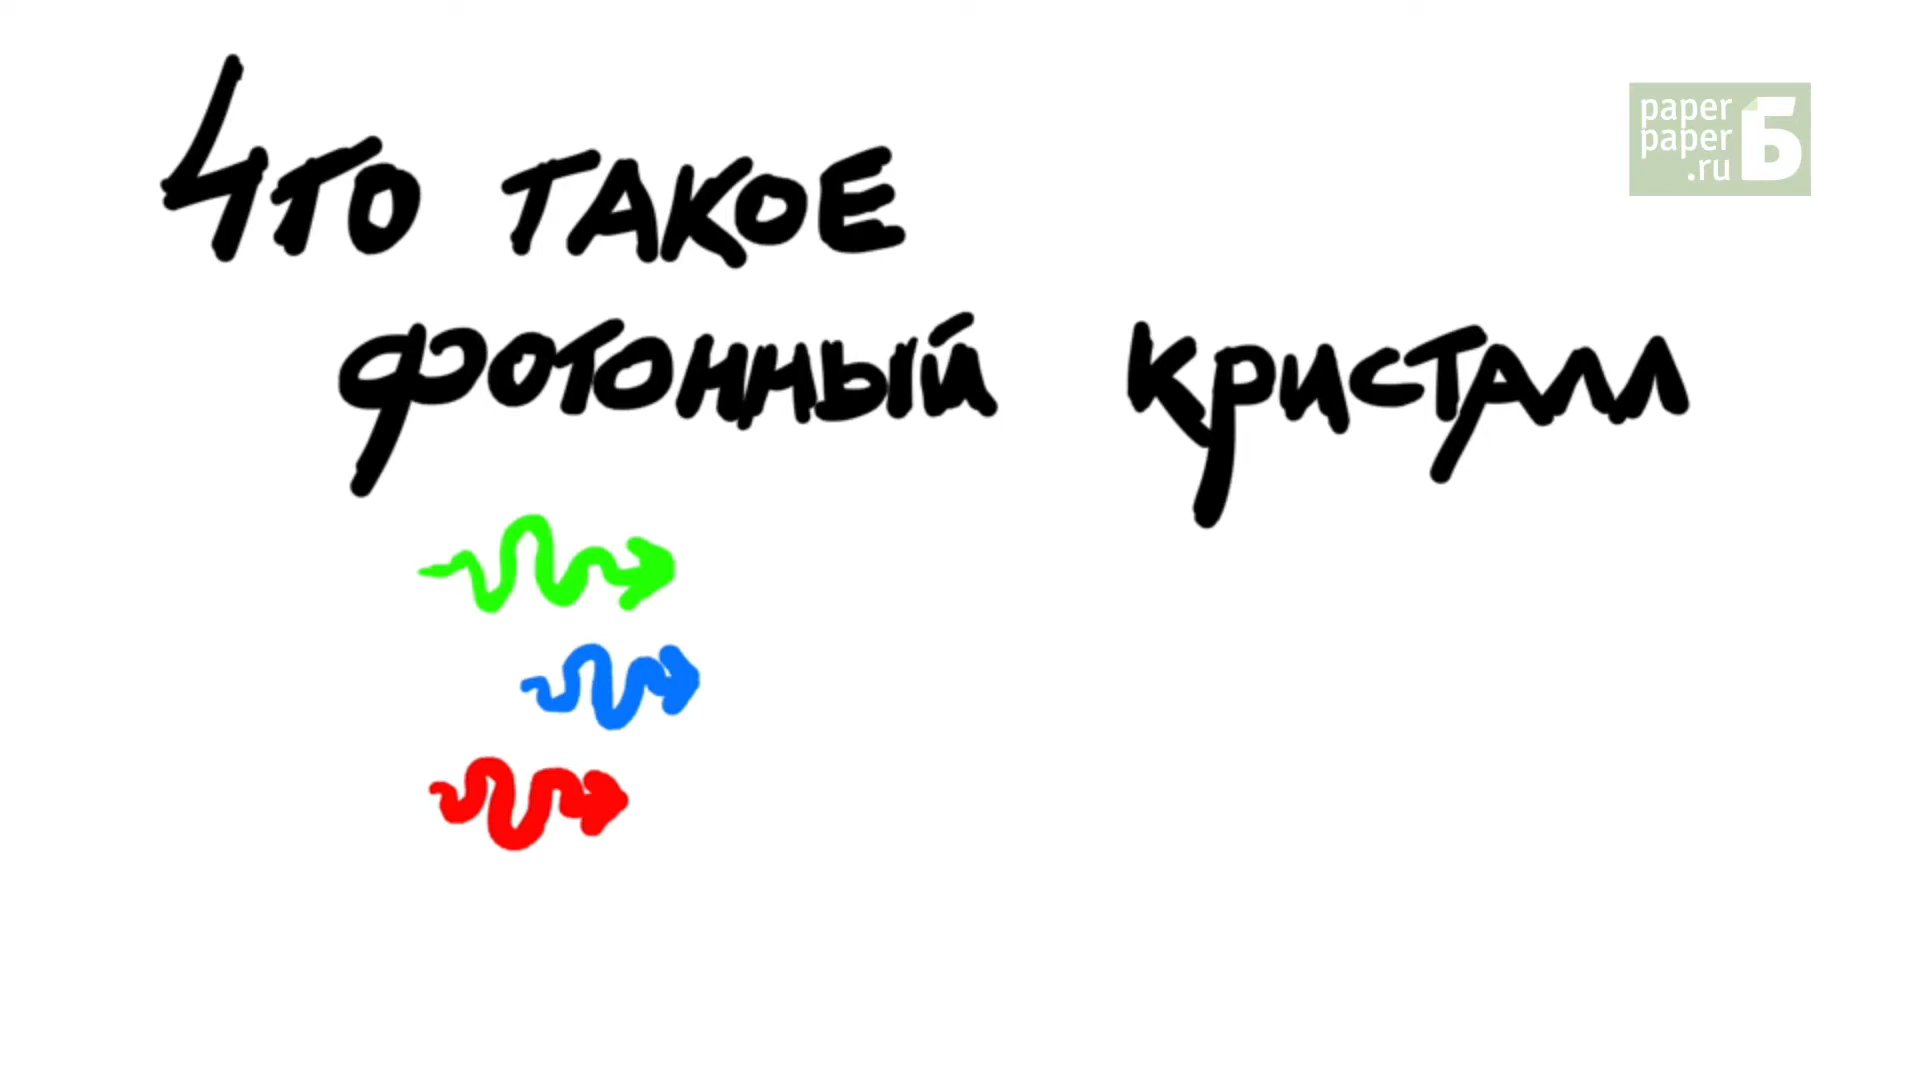 Что такое
фотонный кристалл
paper
paper
.ru Б